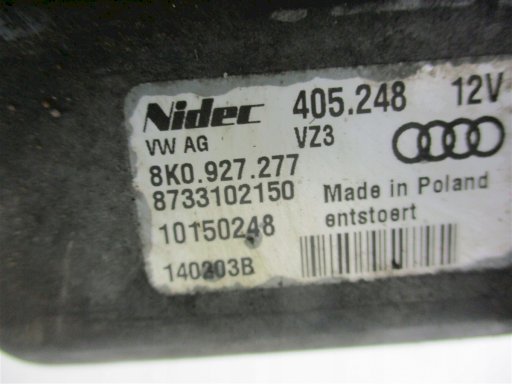 Nidec 405.248 12V
VW AG VZ3
8K0.927.277
8733102150 Made in Poland
10150248 entstoert
140203B